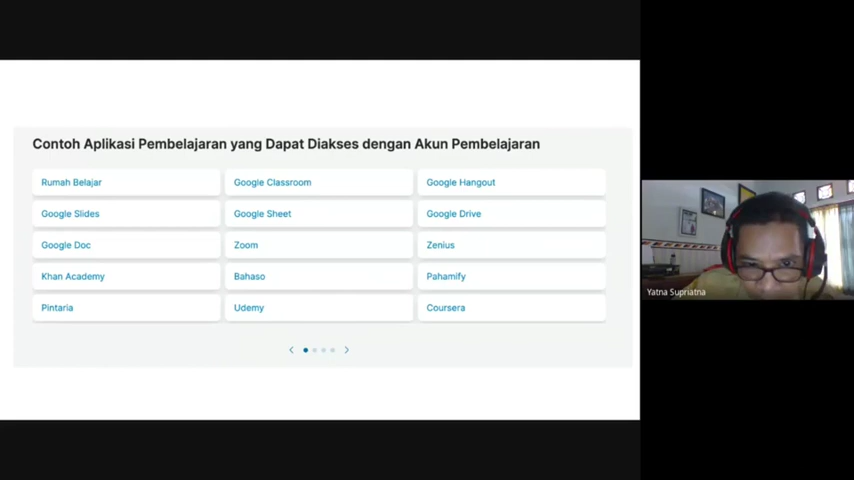 Contoh Aplikasi Pembelajaran yang Dapat Diakses dengan Akun Pembelajaran
Rumah Belajar
Google Classroom
Google Hangout
Google Slides
Google Sheet
Google Drive
Google Doc
Zoom
Zenius
Khan Academy
Bahaso
Pahamify
Pintaria
Udemy
Coursera
Yatna Supriatna